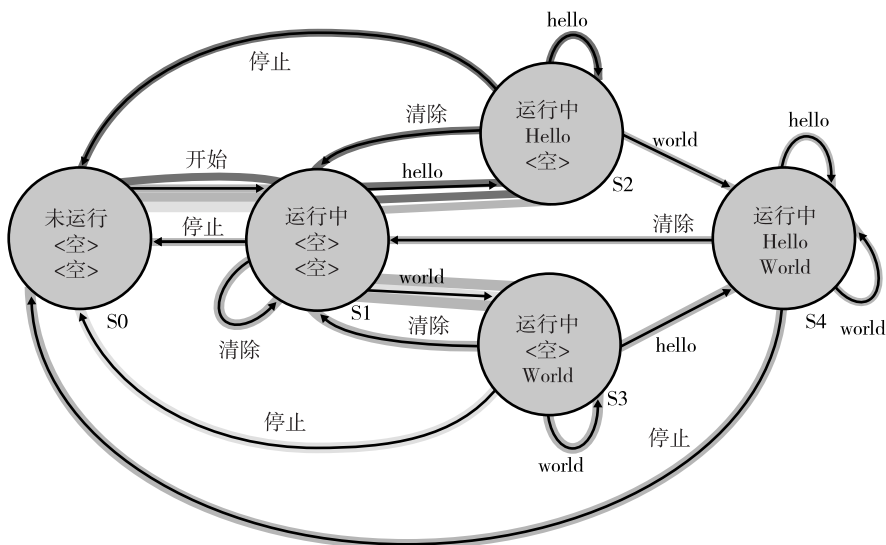 hello
停止
运行中
Hello
<空>
S2
清除
world
hello
开始
hello
未运行
<空>
<空>
S0
停止
运行中
<空>
<空>
S1
清除
运行中
Hello
World
S4
world
world
清除
清除
运行中
<空>
World
S3
hello
停止
停止
world